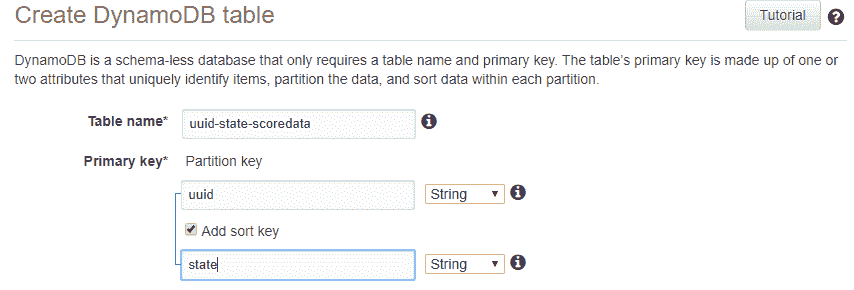 Create DynamoDB table
Tutorial
DynamoDB is a schema-less database that only requires a table name and primary key. The table's primary key is made up of one or
two attributes that uniquely identify items, partition the data, and sort data within each partition.
Table name* uuid-state-scoredata
Primary key* Partition key
uuid String
Add sort key
state String